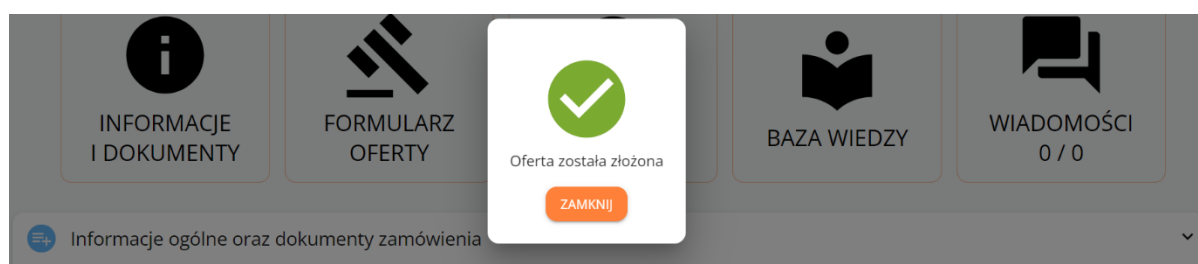 INFORMACJE
I DOKUMENTY
FORMULARZ
OFERTY
Oferta została złożona
ZAMKNIJ
BAZA WIEDZY
WIADOMOŚCI
0 / 0
Informacje ogólne oraz dokumenty zamówienia